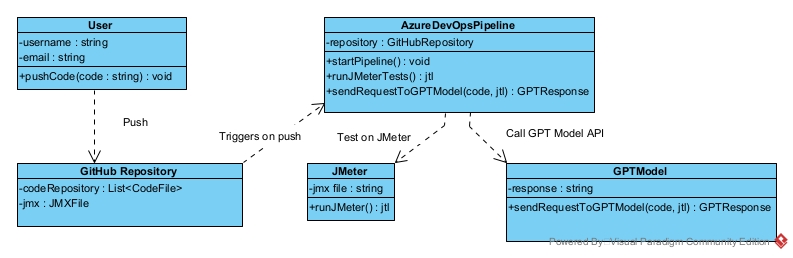 User
-username : string
-email : string
+pushCode(code : string) : void
AzureDevOpsPipeline
-repository : GitHubRepository
+startPipeline() : void
+runJMeterTests() : jtl
+sendRequestToGPTModel(code, jtl) : GPTResponse
Push
Triggers on push
Test on JMeter
Call GPT Model API
GitHub Repository
-codeRepository : List<CodeFile>
-jmx : JMXFile
JMeter
-jmx file : string
+runJMeter() : jtl
GPTModel
-response : string
+sendRequestToGPTModel(code, jtl) : GPTResponse
Powered By: Visual Paradigm Community Edition